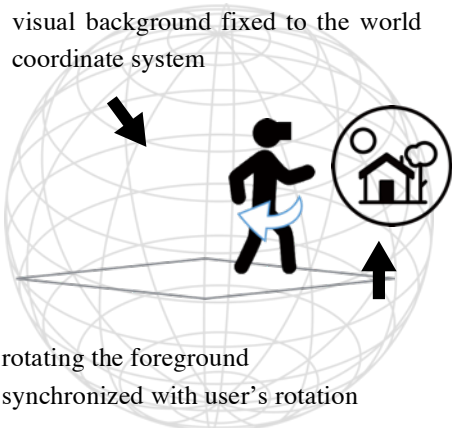 visual background fixed to the world
coordinate system
rotating the foreground
synchronized with user’s rotation